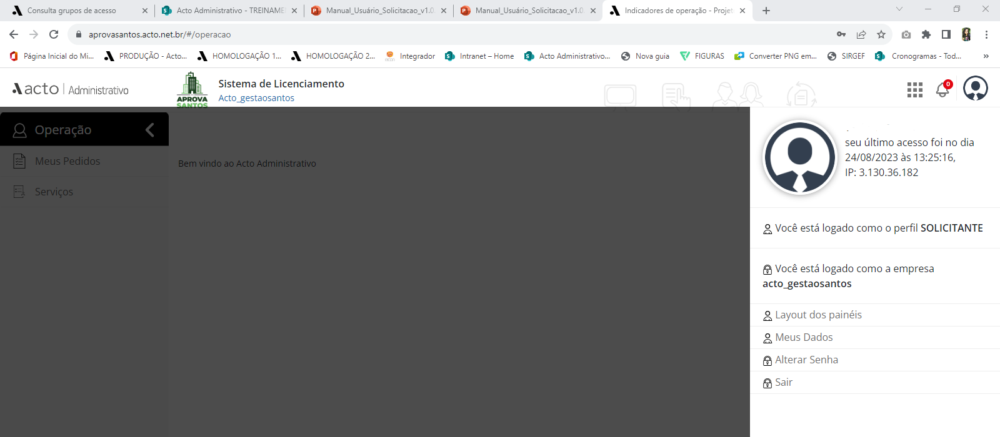 Consulta grupos de acesso
Acto Administrativo - TREINAME
Manual_Usuário_Solicitacao_v1.0
Manual_Usuário_Solicitacao_v1.0.
Indicadores de operação - Projet
aprovasantos.acto.net.br/#/operacao
Página Inicial do Mi...
PRODUÇÃO - Acto...
HOMOLOGAÇÃO 1...
HOMOLOGAÇÃO 2...
Integrador
Intranet – Home
Acto Administrativo...
Nova guia
FIGURAS
Converter PNG em...
SIRGEF
Cronogramas - Tod...
»
acto | Administrativo
APROVA
SANTOS
Sistema de Licenciamento
Acto_gestaosantos
0
Operação
Meus Pedidos
Serviços
Bem vindo ao Acto Administrativo
seu último acesso foi no dia
24/08/2023 às 13:25:16,
IP: 3.130.36.182
Você está logado como o perfil SOLICITANTE
Você está logado como a empresa
acto_gestaosantos
Layout dos painéis
Meus Dados
Alterar Senha
Sair